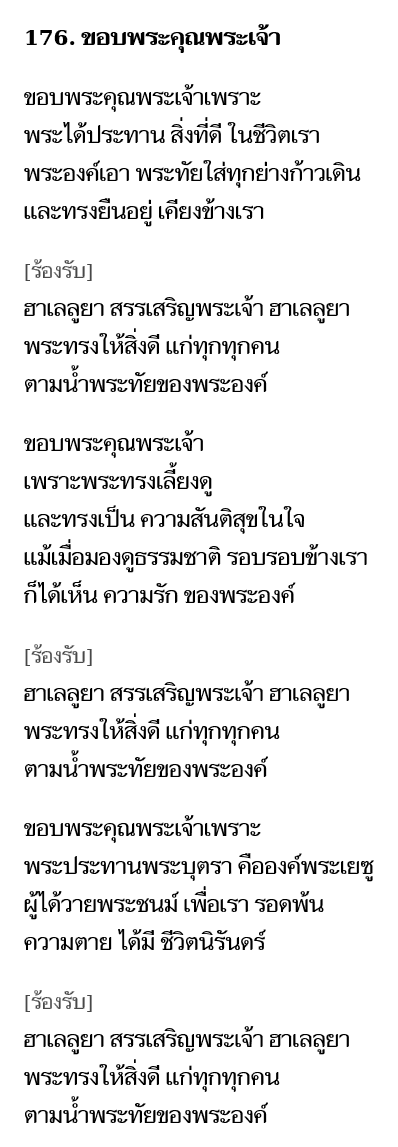 176. ขอบพระคุณพระเจ้า
ขอบพระคุณพระเจ้าเพราะ
พระได้ประทาน สิ่งที่ดี ในชีวิตเรา
พระองค์เอา พระทัยใส่ทุกย่างก้าวเดิน
และทรงยืนอยู่ เคียงข้างเรา
[ร้องรับ]
ฮาเลลูยา สรรเสริญพระเจ้า ฮาเลลูยา
พระทรงให้สิ่งดี แก่ทุกทุกคน
ตามน้ำพระทัยของพระองค์
ขอบพระคุณพระเจ้า
เพราะพระทรงเลี้ยงดู
และทรงเป็น ความสันติสุขในใจ
แม้เมื่อมองดูธรรมชาติ รอบรอบข้างเรา
ก็ได้เห็น ความรัก ของพระองค์
[ร้องรับ]
ฮาเลลูยา สรรเสริญพระเจ้า ฮาเลลูยา
พระทรงให้สิ่งดี แก่ทุกทุกคน
ตามน้ำพระทัยของพระองค์
ขอบพระคุณพระเจ้าเพราะ
พระประทานพระบุตรา คือองค์พระเยซู
ผู้ได้วายพระชนม์ เพื่อเรา รอดพ้น
ความตาย ได้มี ชีวิตนิรันดร์
[ร้องรับ]
ฮาเลลูยา สรรเสริญพระเจ้า ฮาเลลูยา
พระทรงให้สิ่งดี แก่ทุกทุกคน
ตามน้ำพระทัยของพระองค์